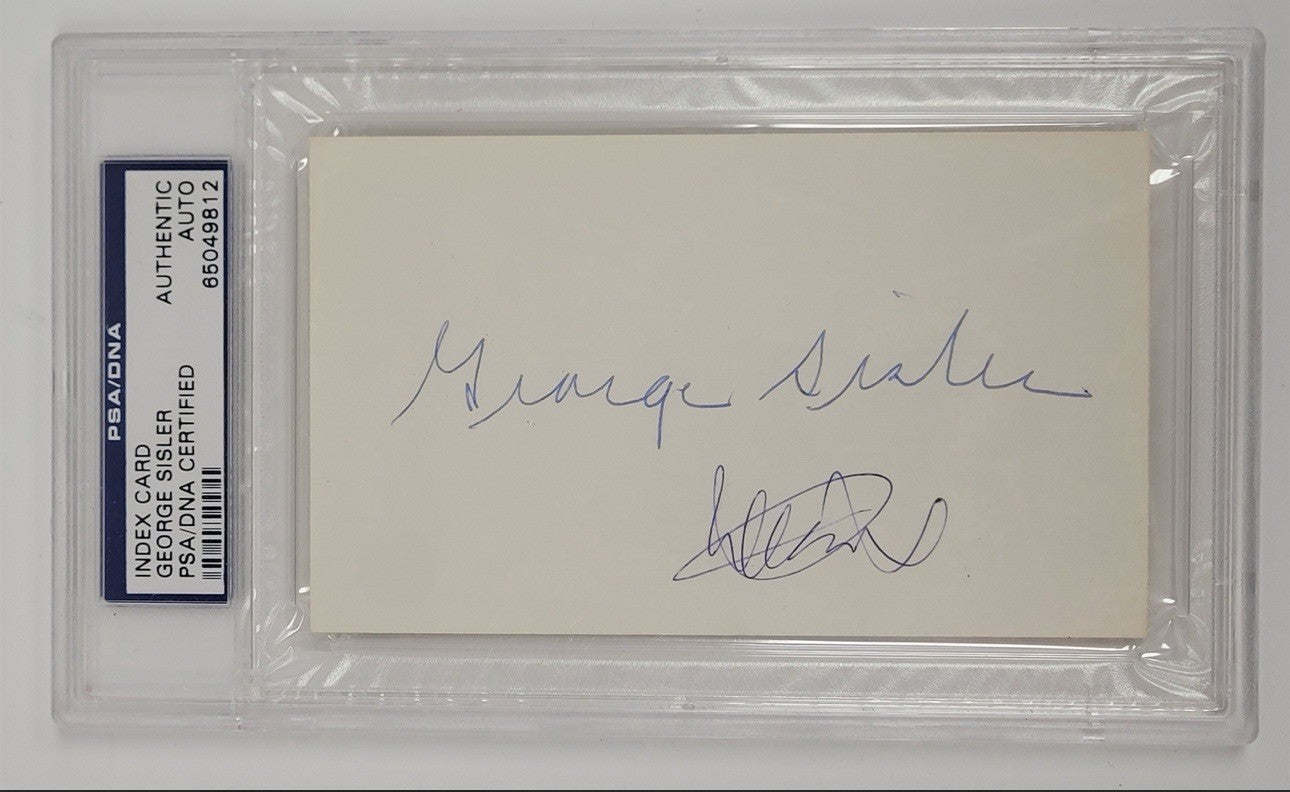 PSA/DNA
INDEX CARD AUTHENTIC
GEORGE SISLER AUTO
PSA/DNA CERTIFIED 65049812
George Sisler